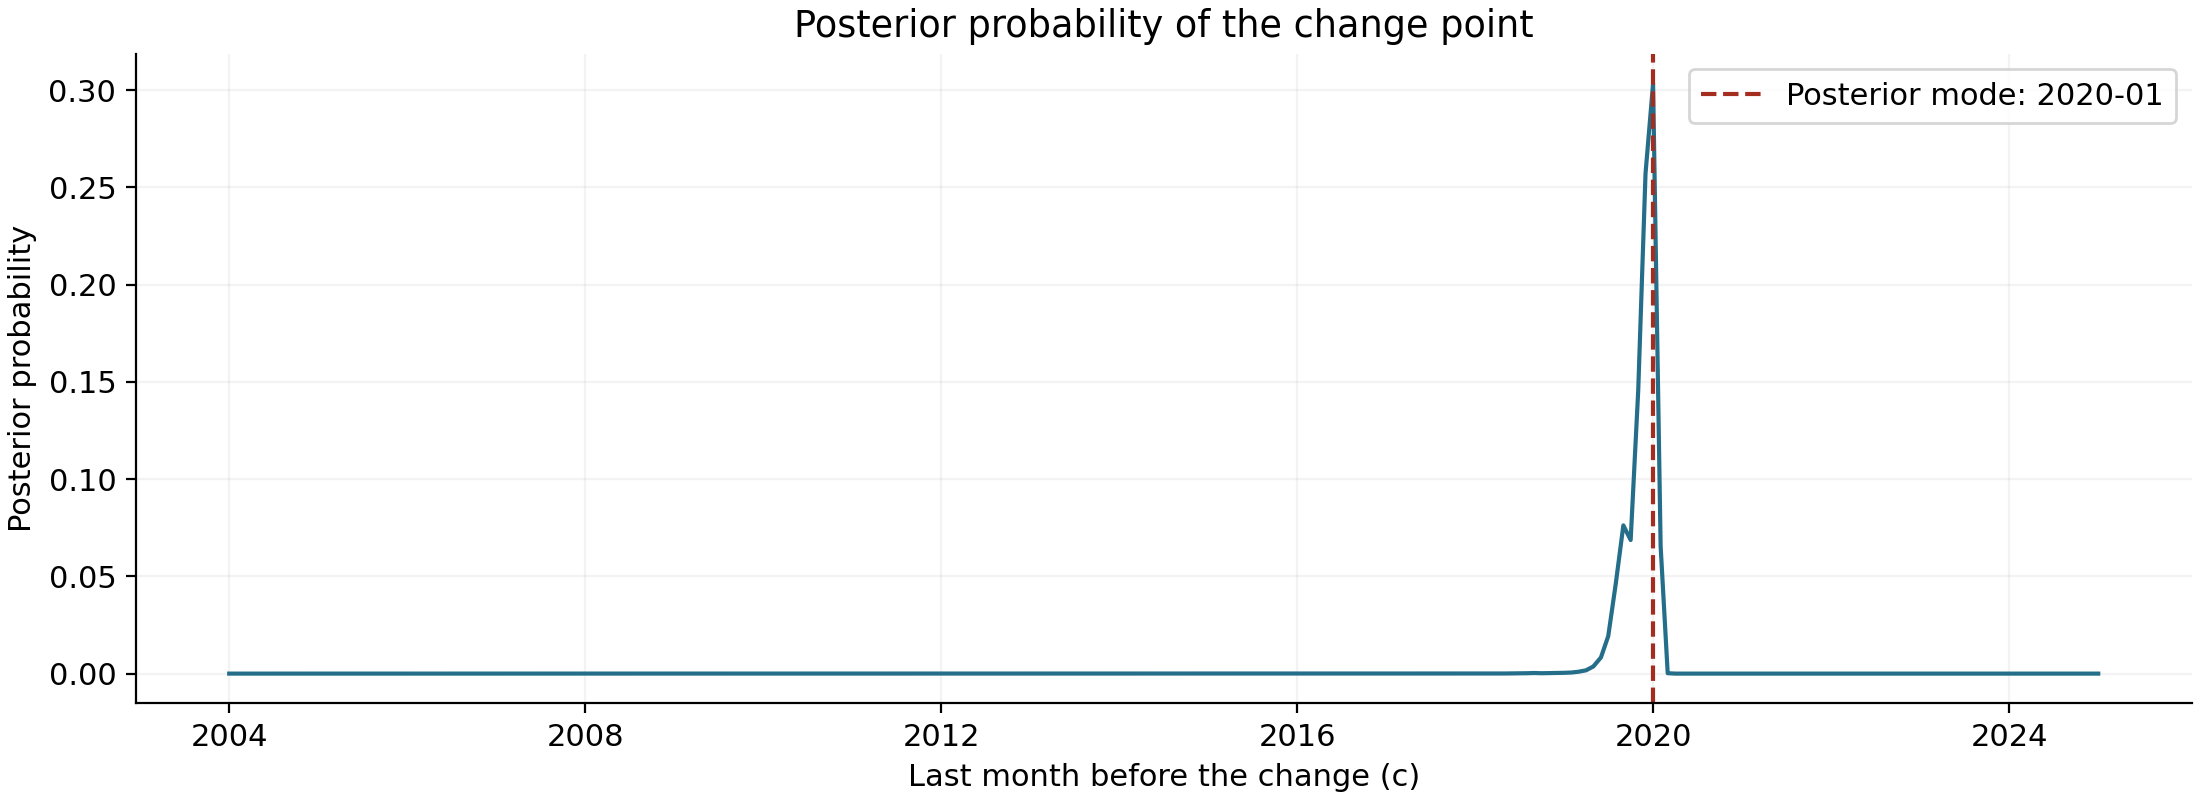 Posterior probability of the change point
Posterior mode: 2020-01
Posterior probability
0.30
0.25
0.20
0.15
0.10
0.05
0.00
2004 2008 2012 2016 2020 2024
Last month before the change (c)